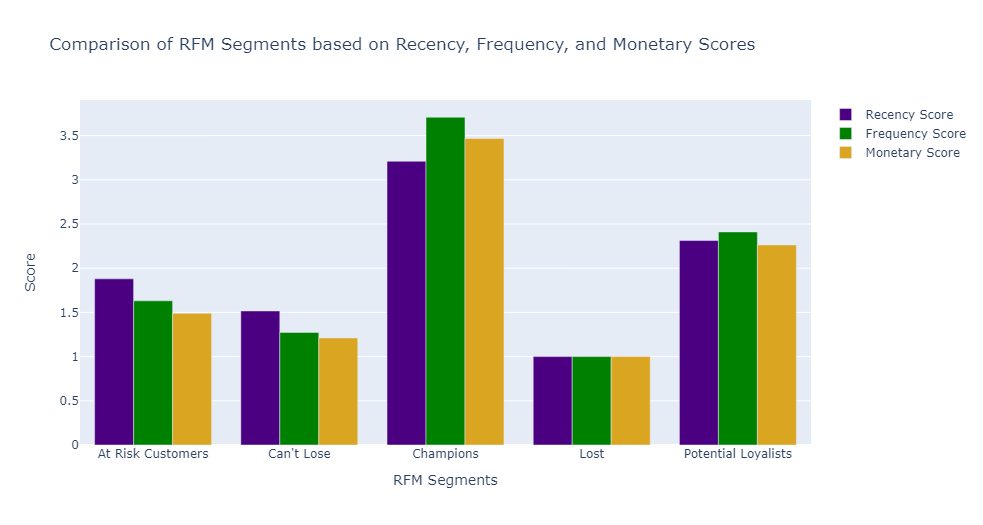 Comparison of RFM Segments based on Recency, Frequency, and Monetary Scores
Recency Score
Frequency Score
Monetary Score
Score
3.5
3
2.5
2
1.5
1
0.5
0
At Risk Customers
Can't Lose
Champions
Lost
Potential Loyalists
RFM Segments